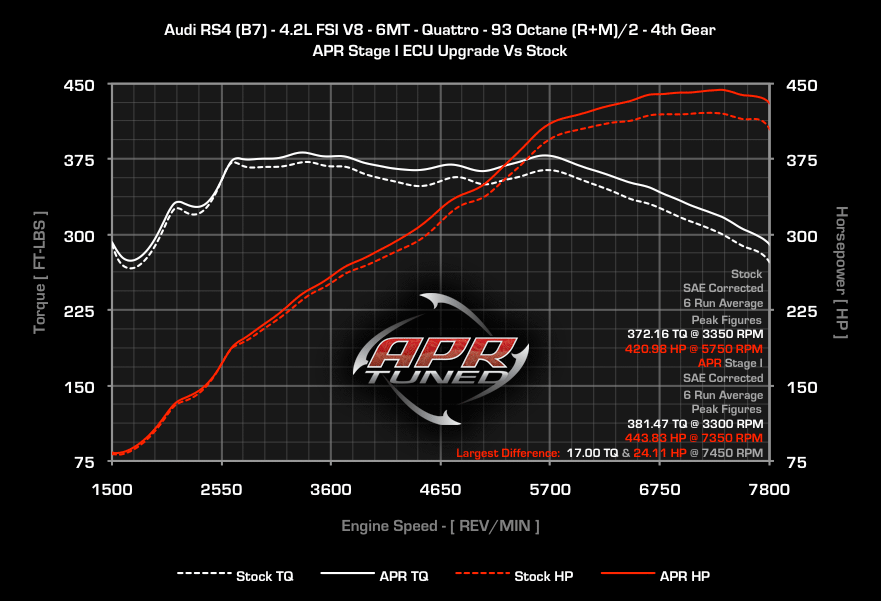 Audi RS4 (B7) - 4.2L FSI V8 - 6MT - Quattro - 93 Octane (R+M)/2 - 4th Gear
APR Stage I ECU Upgrade Vs Stock
450
375
300
225
150
75
Torque [ FT-LBS ]
450
375
300
225
150
75
Horsepower [ HP ]
Stock
SAE Corrected
6 Run Average
Peak Figures
372.16 TQ @ 3350 RPM
420.98 HP @ 5750 RPM
APR Stage I
SAE Corrected
6 Run Average
Peak Figures
381.47 TQ @ 3300 RPM
443.83 HP @ 7350 RPM
Largest Difference: 17.00 TQ & 24.11 HP @ 7450 RPM
APR
TUNED
1500 2550 3600 4650 5700 6750 7800
Engine Speed - [ REV/MIN ]
Stock TQ APR TQ Stock HP APR HP